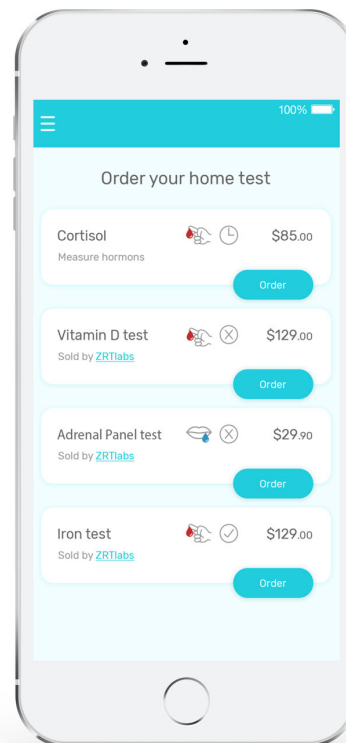 100%
Order your home test
Cortisol $85.00
Measure hormons
Order
Vitamin D test $129.00
Sold by ZRTlabs
Order
Adrenal Panel test $29.90
Sold by ZRTlabs
Order
Iron test $129.00
Sold by ZRTlabs
Order